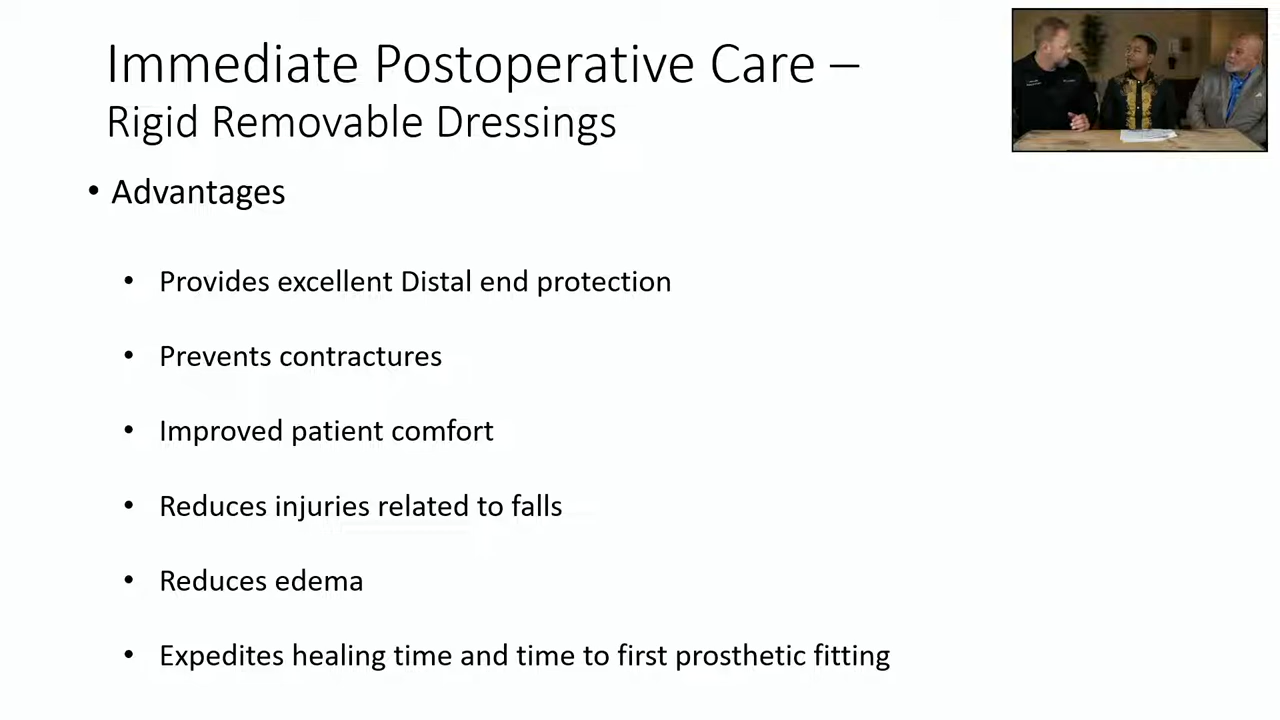 Immediate Postoperative Care –
Rigid Removable Dressings
• Advantages
• Provides excellent Distal end protection
• Prevents contractures
• Improved patient comfort
• Reduces injuries related to falls
• Reduces edema
• Expedites healing time and time to first prosthetic fitting